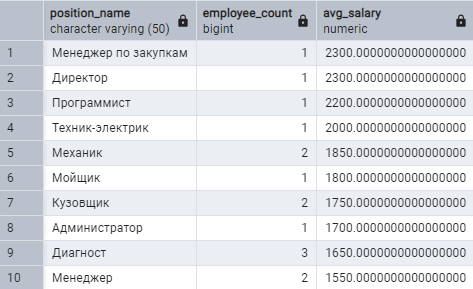 position_name employee_count avg_salary
character varying (50) bigint numeric
1 Менеджер по закупкам 1 2300.0000000000000000
2 Директор 1 2300.0000000000000000
3 Программист 1 2200.0000000000000000
4 Техник-электрик 1 2000.0000000000000000
5 Механик 2 1850.0000000000000000
6 Мойщик 1 1800.0000000000000000
7 Кузовщик 2 1750.0000000000000000
8 Администратор 1 1700.0000000000000000
9 Диагност 3 1650.0000000000000000
10 Менеджер 2 1550.0000000000000000